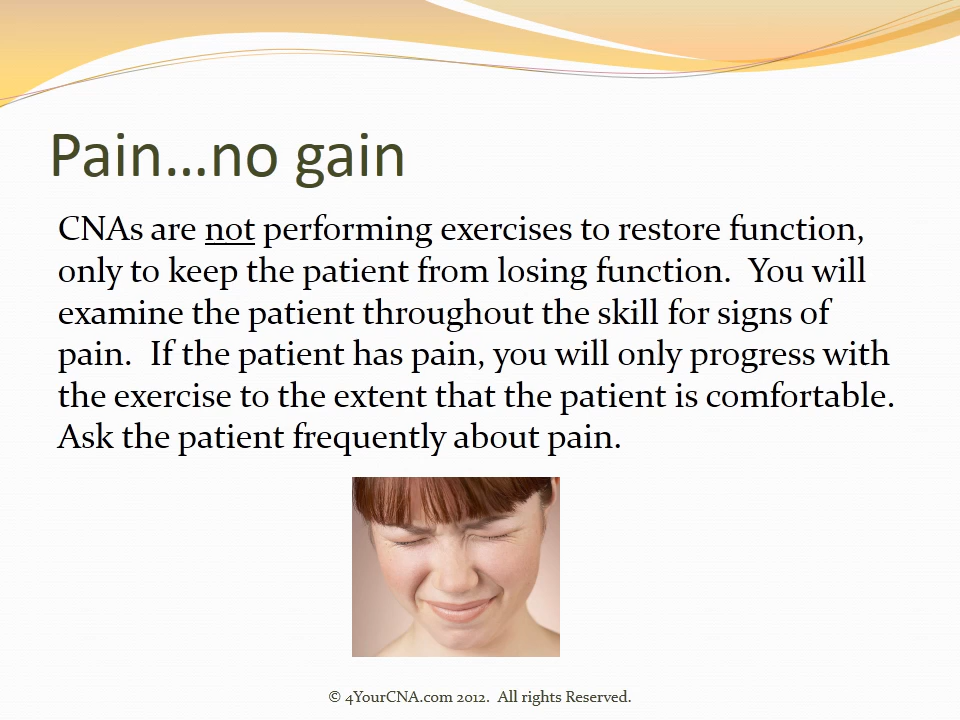 Pain…no gain
CNAs are not performing exercises to restore function,
only to keep the patient from losing function.  You will
examine the patient throughout the skill for signs of
pain.  If the patient has pain, you will only progress with
the exercise to the extent that the patient is comfortable.
Ask the patient frequently about pain.
© 4YourCNA.com 2012.  All rights Reserved.